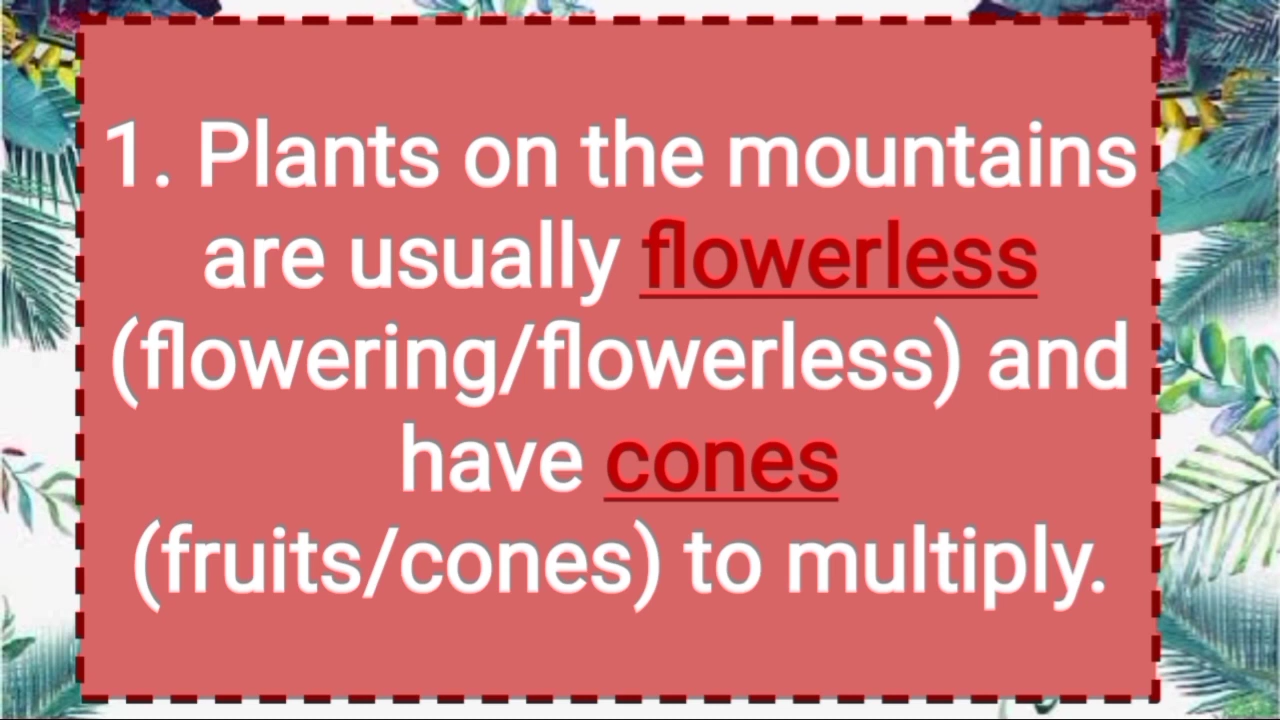 1. Plants on the mountains
are usually flowerless
(flowering/flowerless) and
have cones
(fruits/cones) to multiply.